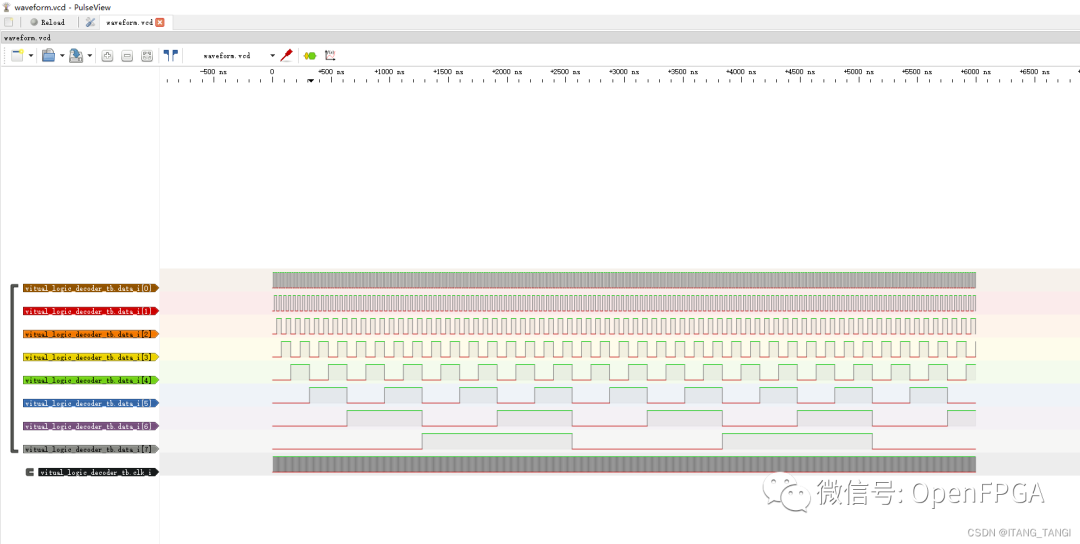 waveform.vcd - PulseView
Reload
waveform.vcd
waveform.vcd
waveform.vcd
-500 ns 0 +500 ns +1000 ns +1500 ns +2000 ns +2500 ns +3000 ns +3500 ns +4000 ns +4500 ns +5000 ns +5500 ns +6000 ns +6500 ns
vitual_logic_decoder_tb.data_i[0]
vitual_logic_decoder_tb.data_i[1]
vitual_logic_decoder_tb.data_i[2]
vitual_logic_decoder_tb.data_i[3]
vitual_logic_decoder_tb.data_i[4]
vitual_logic_decoder_tb.data_i[5]
vitual_logic_decoder_tb.data_i[6]
vitual_logic_decoder_tb.data_i[7]
vitual_logic_decoder_tb.clk_i
微信号: OpenFPGA
CSDN @ITANG_TANGI